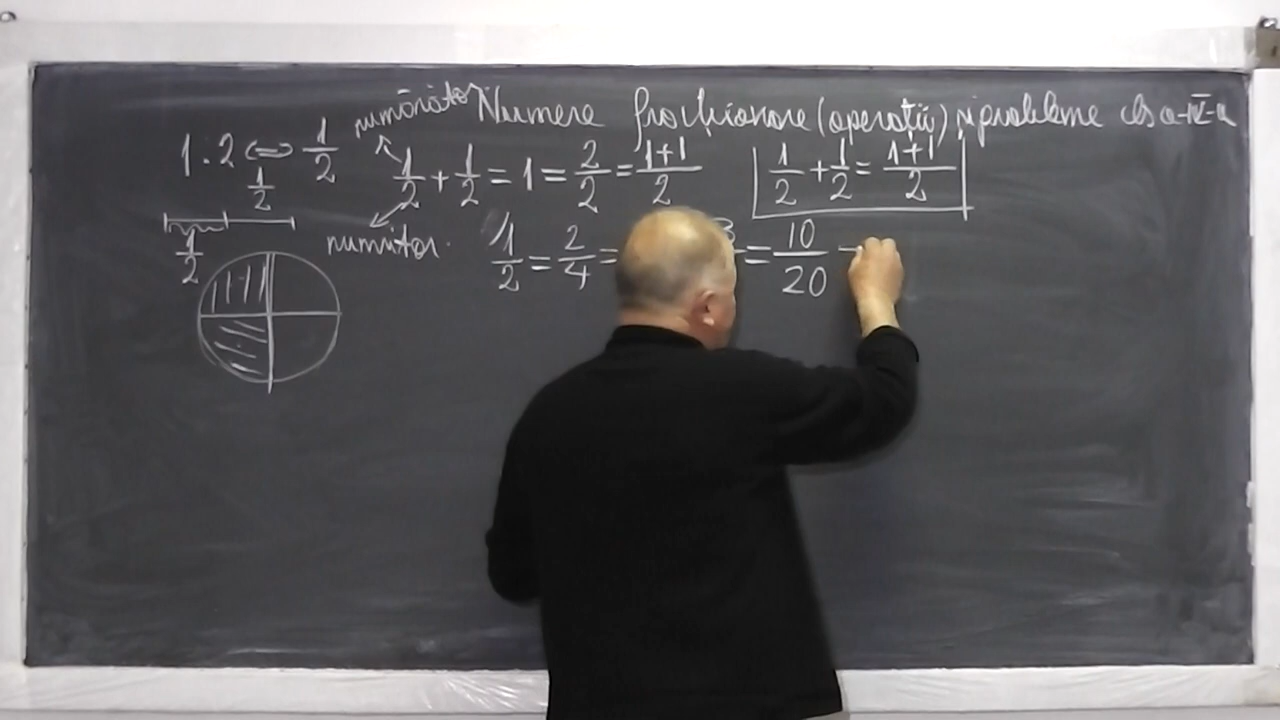 numărător Numere fracționare (operații) și probleme cls a-IV-a
1:2 ⇔ 1/2
1/2 + 1/2 = 1 = 2/2 = 1+1/2
1/2 + 1/2 = 1+1/2
1/2
1/2
numitor.
1/2 = 2/4 =
= 10/20